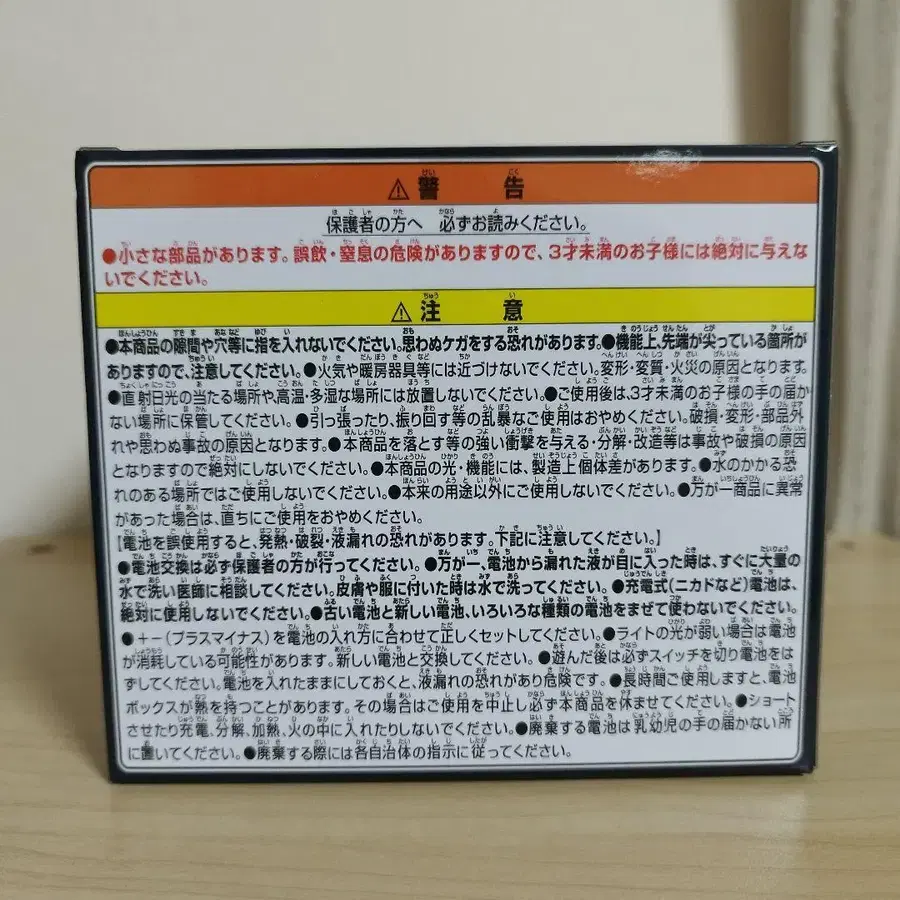 ⚠警告
保護者の方へ 必ずお読みください。
●小さな部品があります。誤飲・窒息の危険がありますので、3才未満のお子様には絶対に与えな
いでください。
⚠注意
●本商品の隙間や穴等に指を入れないでください。思わぬケガをする恐れがあります。●機能上、先端が尖っている箇所が
ありますので、注意してください。●火気や暖房器具等には近づけないでください。変形・変質・火災の原因となります。
●直射日光の当たる場所や、高温・多湿な場所には放置しないでください。●ご使用後は、3才未満のお子様の手の届か
ない場所に保管してください。●引っ張ったり、振り回す等の乱暴なご使用はおやめください。破損・変形・部品外
れや思わぬ事故の原因となります。●本商品を落とす等の強い衝撃を与える・分解・改造等は事故や破損の原因
となりますので絶対にしないでください。●本商品の光・機能には、製造上個体差があります。●水のかかる恐
れのある場所ではご使用しないでください。●本来の用途以外にご使用しないでください。●万が一商品に異常
があった場合は、直ちにご使用をおやめください。
【電池を誤使用すると、発熱・破裂・液漏れの恐れがあります。下記に注意してください。】
●電池交換は必ず保護者の方が行ってください。●万が一、電池から漏れた液が目に入った時は、すぐに大量の
水で洗い医師に相談してください。皮膚や服に付いた時は水で洗ってください。●充電式(ニカドなど)電池は、
絶対に使用しないでください。●古い電池と新しい電池、いろいろな種類の電池をまぜて使わないでください。
●+−(プラスマイナス)を電池の入れ方に合わせて正しくセットしてください。●ライトの光が弱い場合は電池
が消耗している可能性があります。新しい電池と交換してください。●遊んだ後は必ずスイッチを切り電池をは
ずしてください。電池を入れたままにしておくと、液漏れの恐れがあり危険です。●長時間ご使用しますと、電池
ボックスが熱を持つことがあります。その場合はご使用を中止し必ず本商品を休ませてください。●ショート
させたり充電、分解、加熱、火の中に入れたりしないでください。●廃棄する電池は乳幼児の手の届かない所
に置いてください。●廃棄する際には各自治体の指示に従ってください。